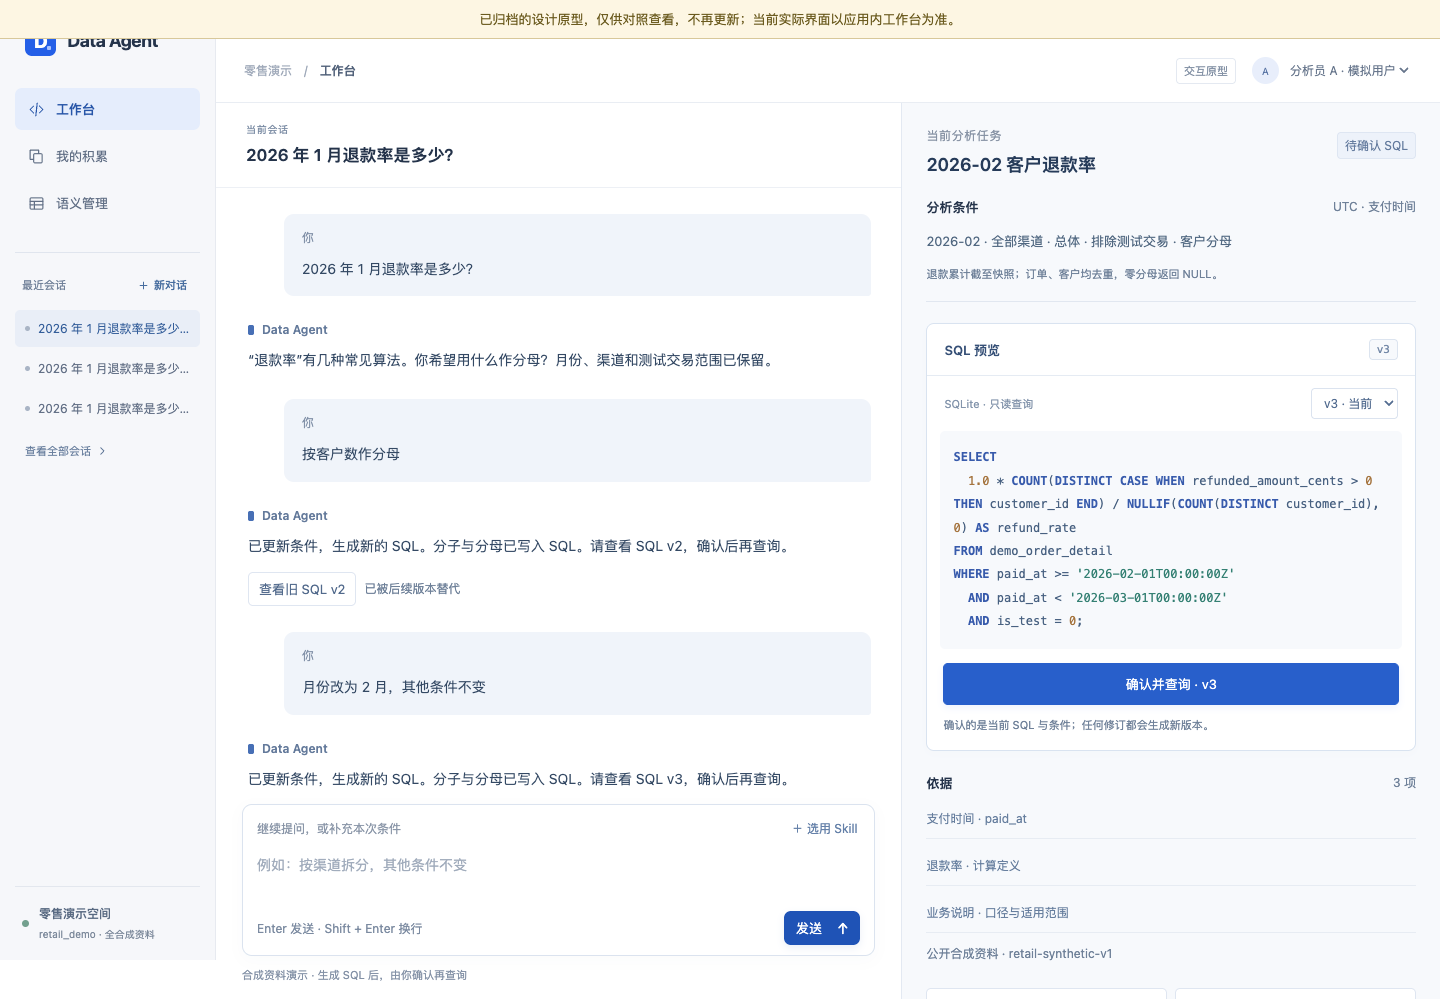 已归档的设计原型，仅供对照查看，不再更新；当前实际界面以应用内工作台为准。
D. Data Agent
工作台
我的积累
语义管理
最近会话 + 新对话
2026 年 1 月退款率是多少...
2026 年 1 月退款率是多少...
2026 年 1 月退款率是多少...
查看全部会话
零售演示空间
retail_demo · 全合成资料
零售演示 / 工作台
交互原型
A 分析员 A · 模拟用户
当前会话
2026 年 1 月退款率是多少？
你
2026 年 1 月退款率是多少？
Data Agent
“退款率”有几种常见算法。你希望用什么作分母？月份、渠道和测试交易范围已保留。
你
按客户数作分母
Data Agent
已更新条件，生成新的 SQL。分子与分母已写入 SQL。请查看 SQL v2，确认后再查询。
查看旧 SQL v2 已被后续版本替代
你
月份改为 2 月，其他条件不变
Data Agent
已更新条件，生成新的 SQL。分子与分母已写入 SQL。请查看 SQL v3，确认后再查询。
继续提问，或补充本次条件 + 选用 Skill
例如：按渠道拆分，其他条件不变
Enter 发送 · Shift + Enter 换行
发送
合成资料演示 · 生成 SQL 后，由你确认再查询
当前分析任务
2026-02 客户退款率
待确认 SQL
分析条件 UTC · 支付时间
2026-02 · 全部渠道 · 总体 · 排除测试交易 · 客户分母
退款累计截至快照；订单、客户均去重，零分母返回 NULL。
SQL 预览 v3
SQLite · 只读查询 v3 · 当前
SELECT
1.0 * COUNT(DISTINCT CASE WHEN refunded_amount_cents > 0
THEN customer_id END) / NULLIF(COUNT(DISTINCT customer_id),
0) AS refund_rate
FROM demo_order_detail
WHERE paid_at >= '2026-02-01T00:00:00Z'
AND paid_at < '2026-03-01T00:00:00Z'
AND is_test = 0;
确认并查询 · v3
确认的是当前 SQL 与条件；任何修订都会生成新版本。
依据 3 项
支付时间 · paid_at
退款率 · 计算定义
业务说明 · 口径与适用范围
公开合成资料 · retail-synthetic-v1